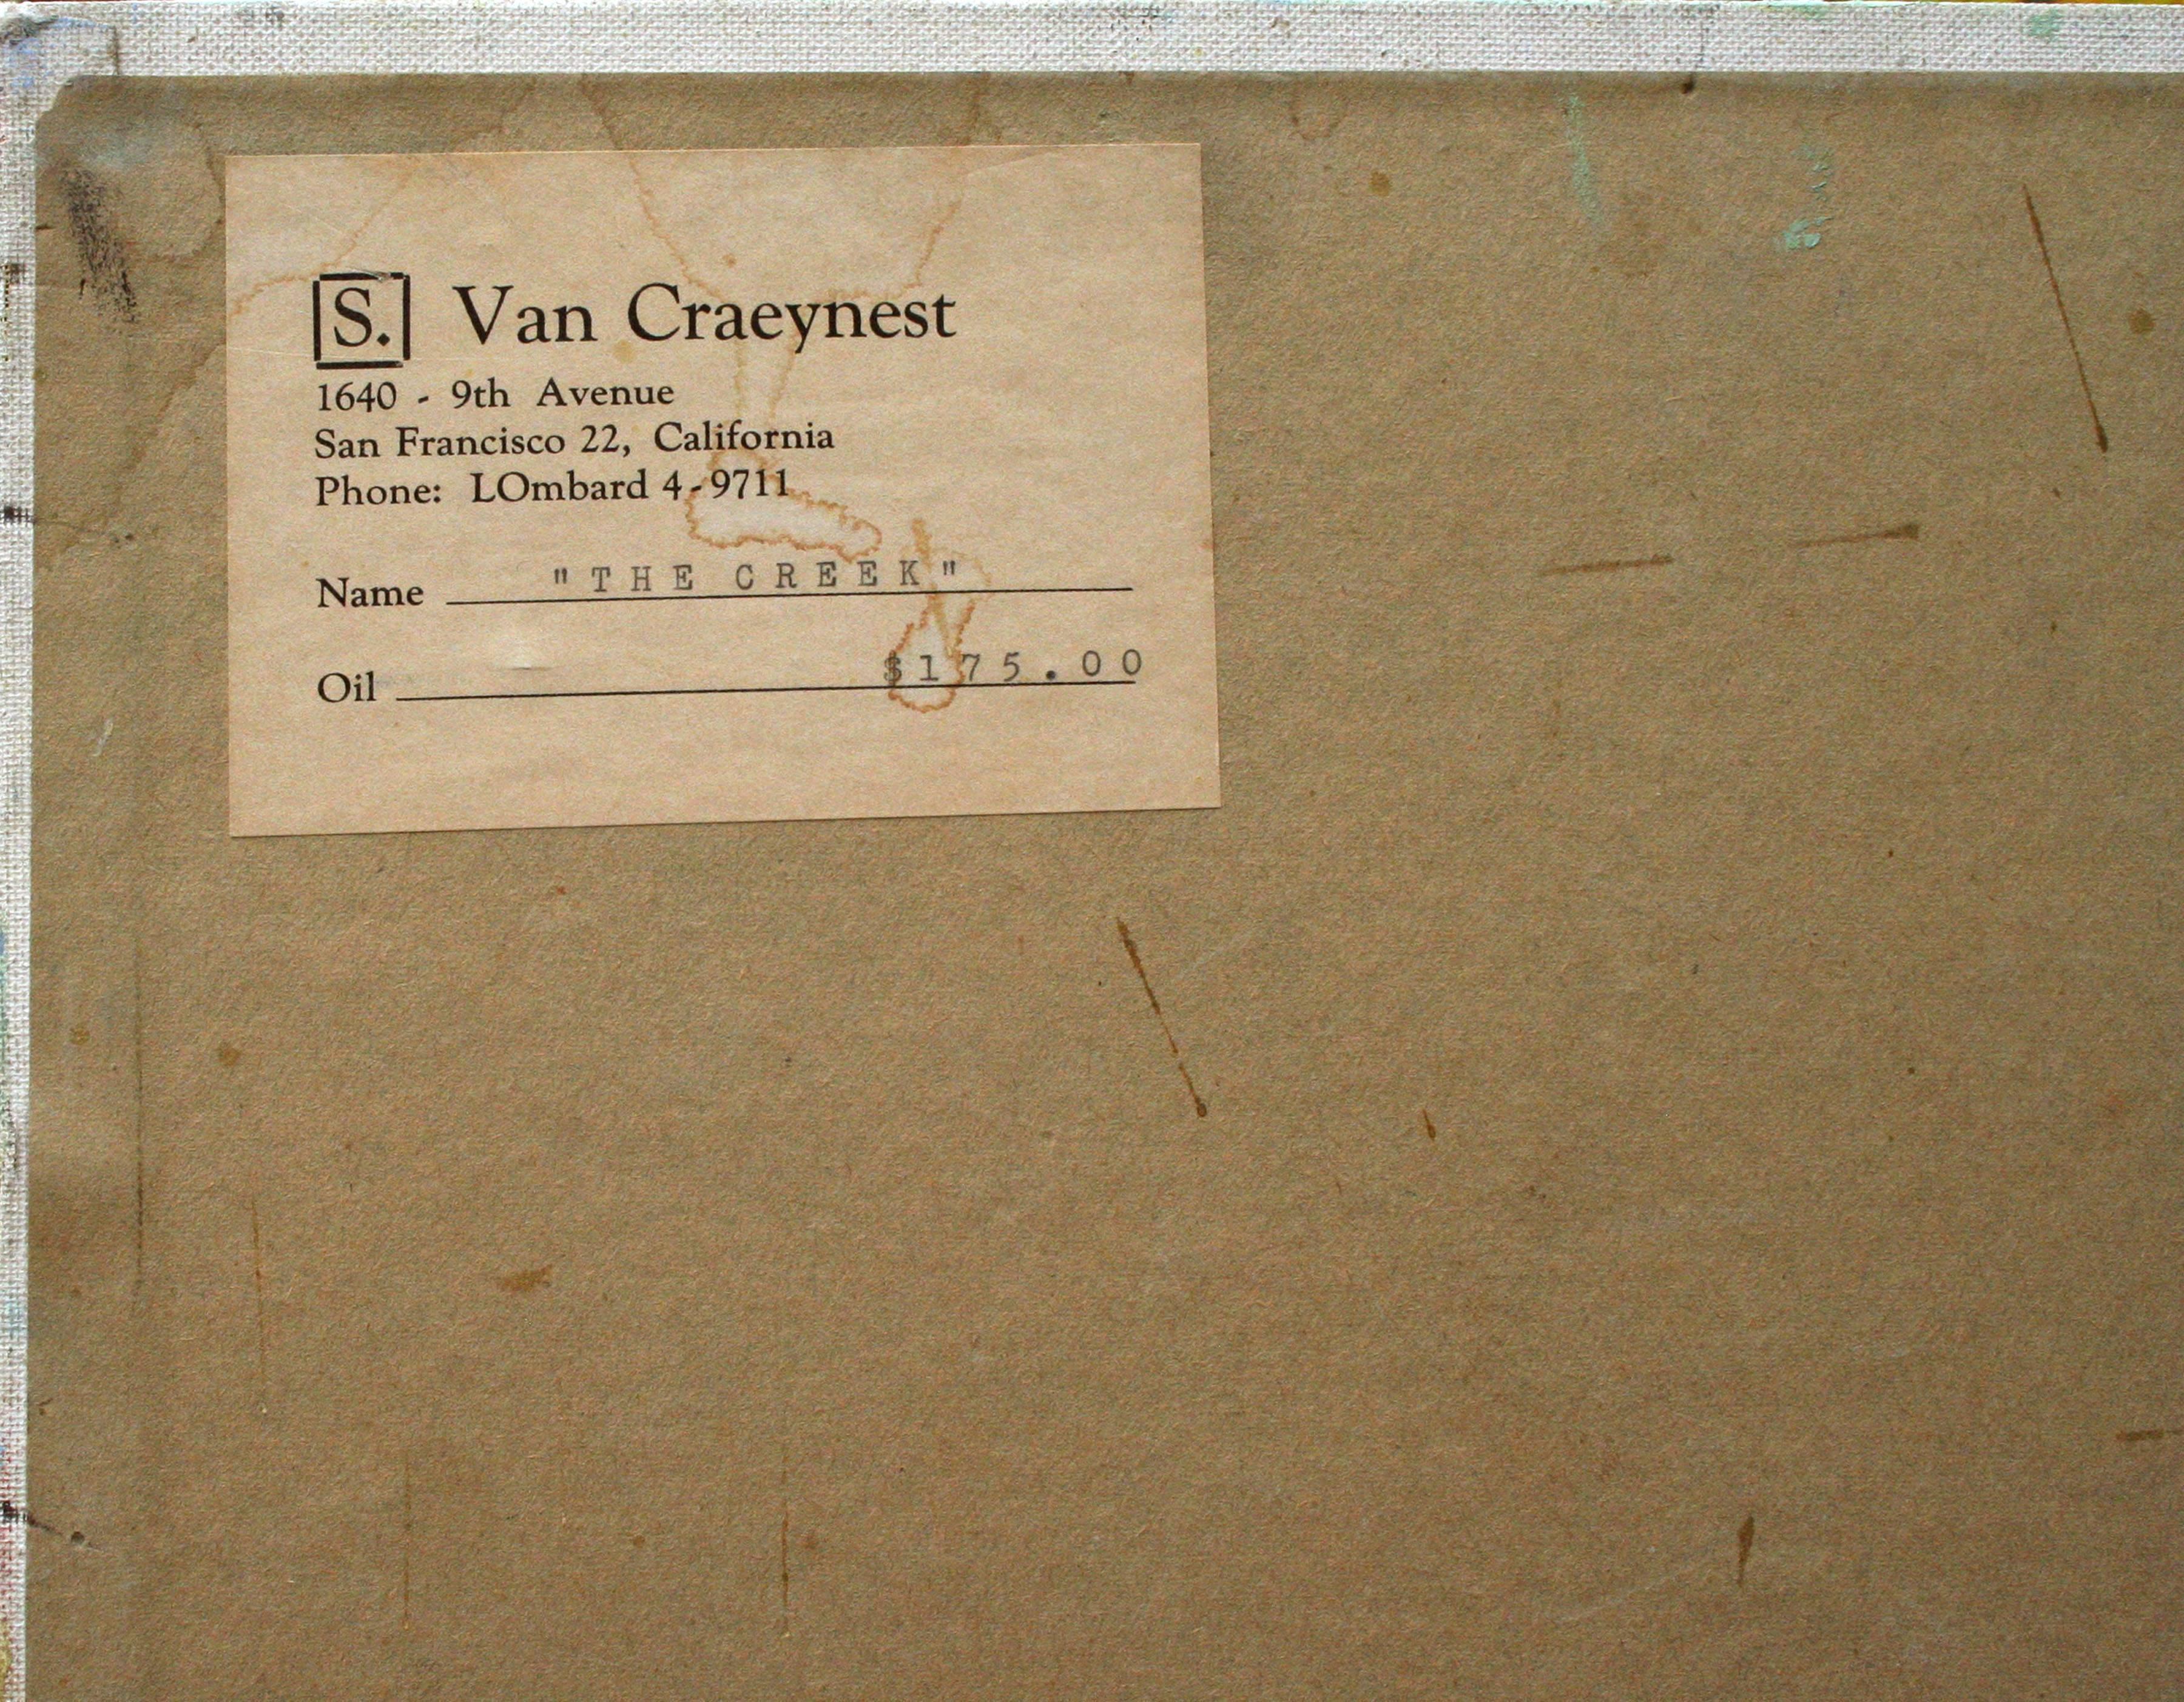 S. Van Craeynest
1640 - 9th Avenue
San Francisco 22, California
Phone: LOmbard 4-9711
Name "THE CREEK"
Oil $175.00